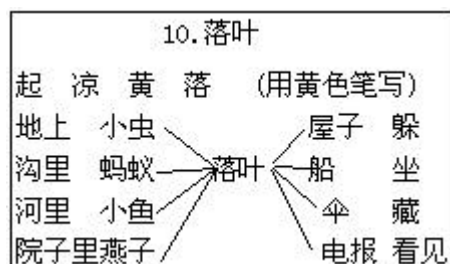 10.落叶
起 凉 黄 落 (用黄色笔写)
地上 小虫 屋子 躲
沟里 蚂蚁 落叶 船 坐
河里 小鱼 伞 藏
院子里燕子 电报 看见